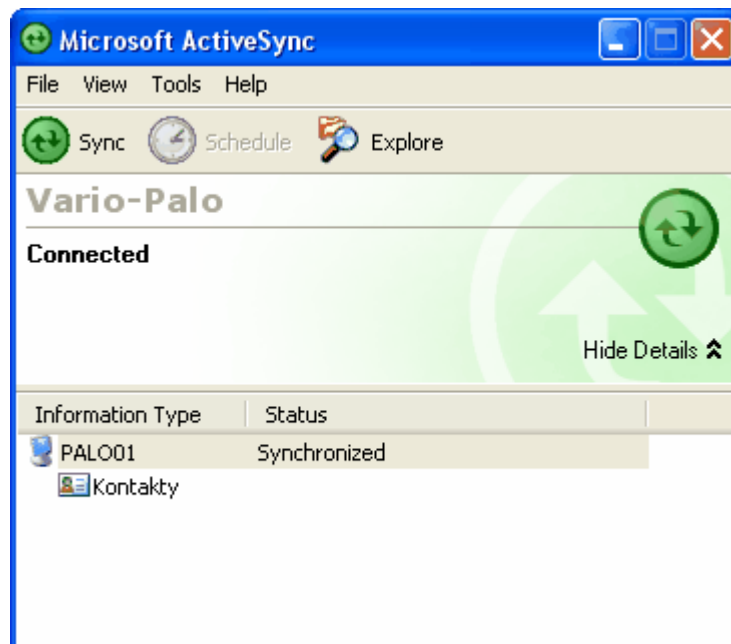 Microsoft ActiveSync
File View Tools Help
Sync Schedule Explore
Vario-Palo
Connected
Hide Details
Information Type Status
PALO01 Synchronized
Kontakty